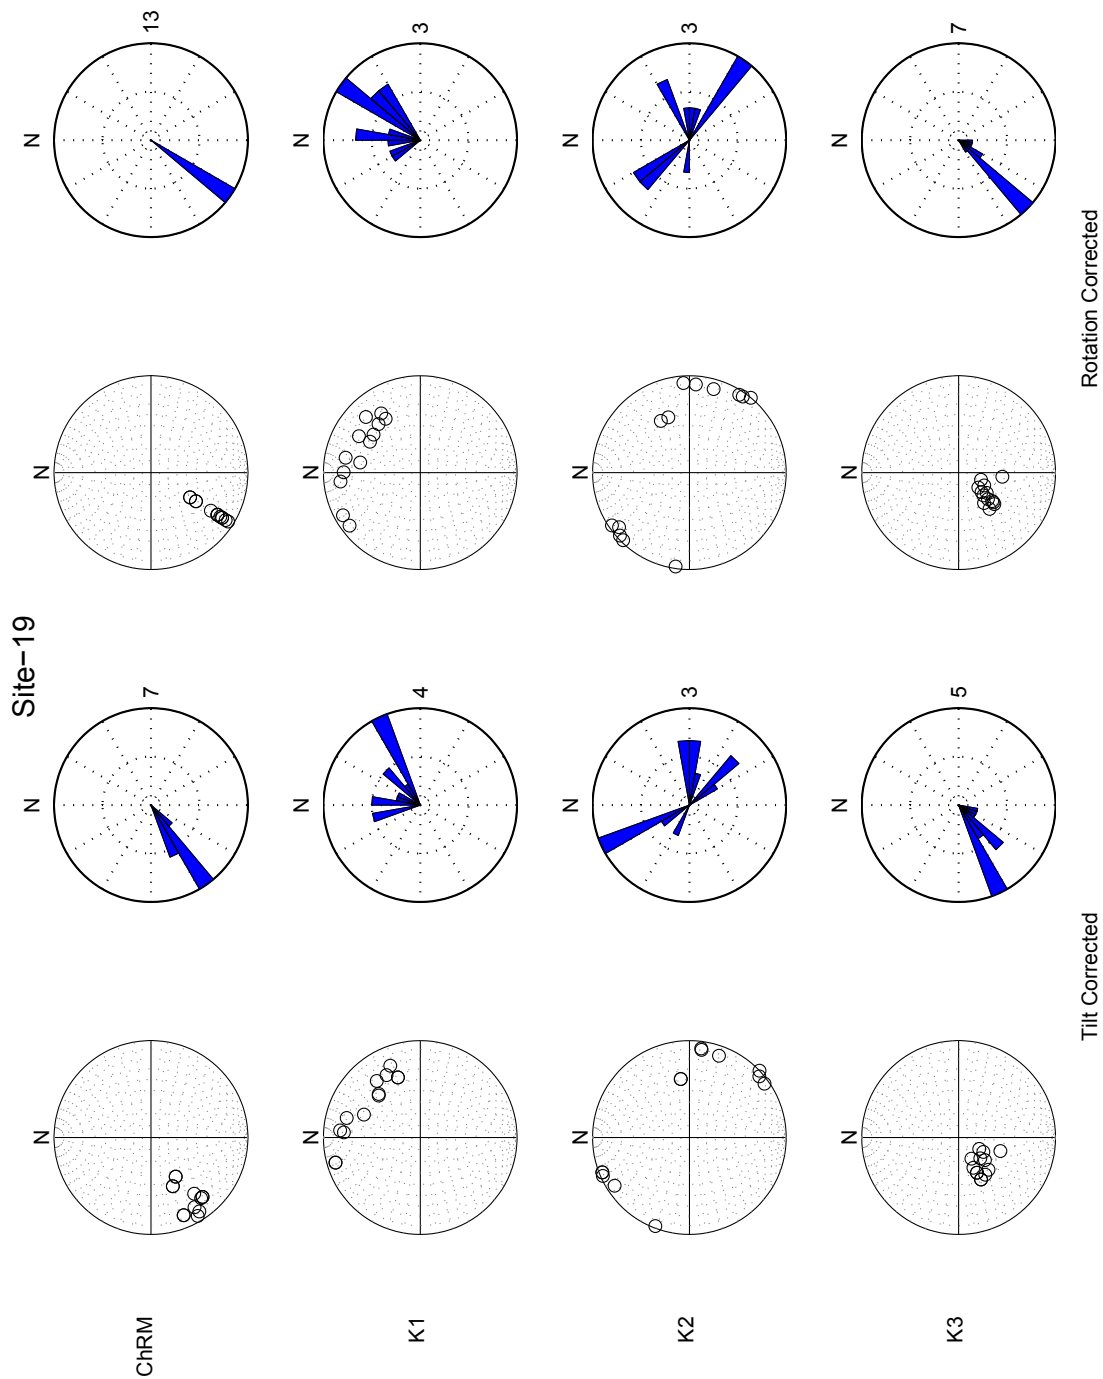 Site−19
N N N N
ChRM 7 13
N N N N
K1 4 3
N N N N
K2 3 3
N N N N
K3 5 7
Tilt Corrected Rotation Corrected